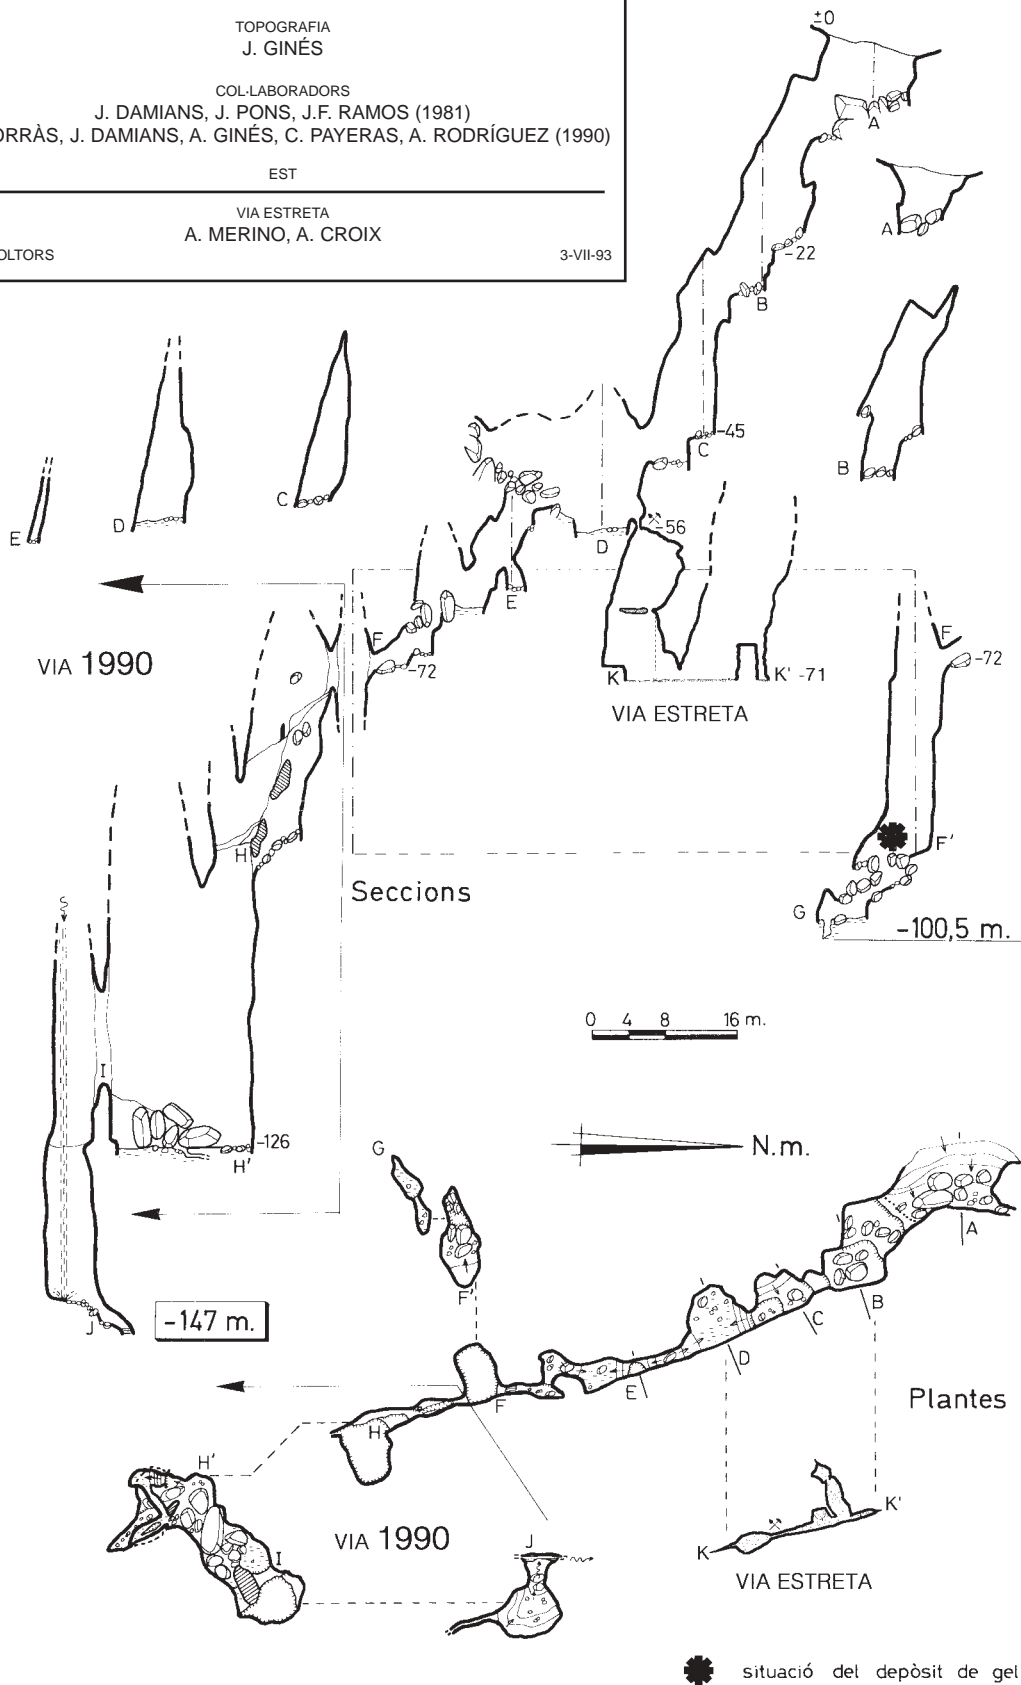 TOPOGRAFIA
J. GINÉS
COL·LABORADORS
J. DAMIANS, J. PONS, J.F. RAMOS (1981)
J. DAMIANS, A. GINÉS, C. PAYERAS, A. RODRÍGUEZ (1990)
EST
VIA ESTRETA
A. MERINO, A. CROIX
3-VII-93
±0
A
A
-22
B
B
-45
C
C
D
E
-56
D
E
F
-72
VIA 1990
K
K' -71
VIA ESTRETA
F
-72
H
F'
G
-100,5 m.
Seccions
0 4 8 16 m.
S
I
-126
H'
N.m.
J
-147 m.
G
F'
A
B
C
D
E
F
H
Plantes
H'
I
VIA 1990
J
K
K'
VIA ESTRETA
situació del depòsit de gel